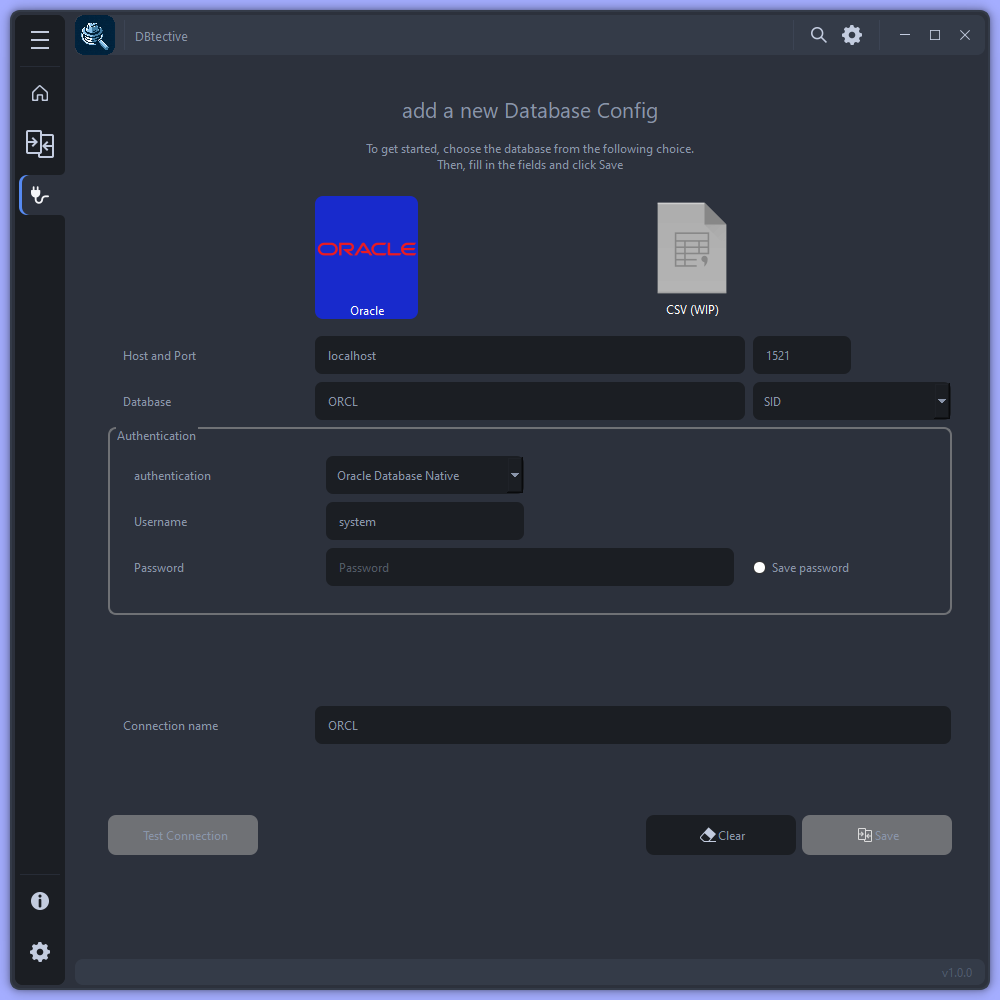 DBtective
add a new Database Config
To get started, choose the database from the following choice.
Then, fill in the fields and click Save
ORACLE
Oracle
CSV (WIP)
Host and Port
localhost
1521
Database
ORCL
SID
Authentication
authentication
Oracle Database Native
Username
system
Password
Password
Save password
Connection name
ORCL
Test Connection
Clear
Save
v1.0.0